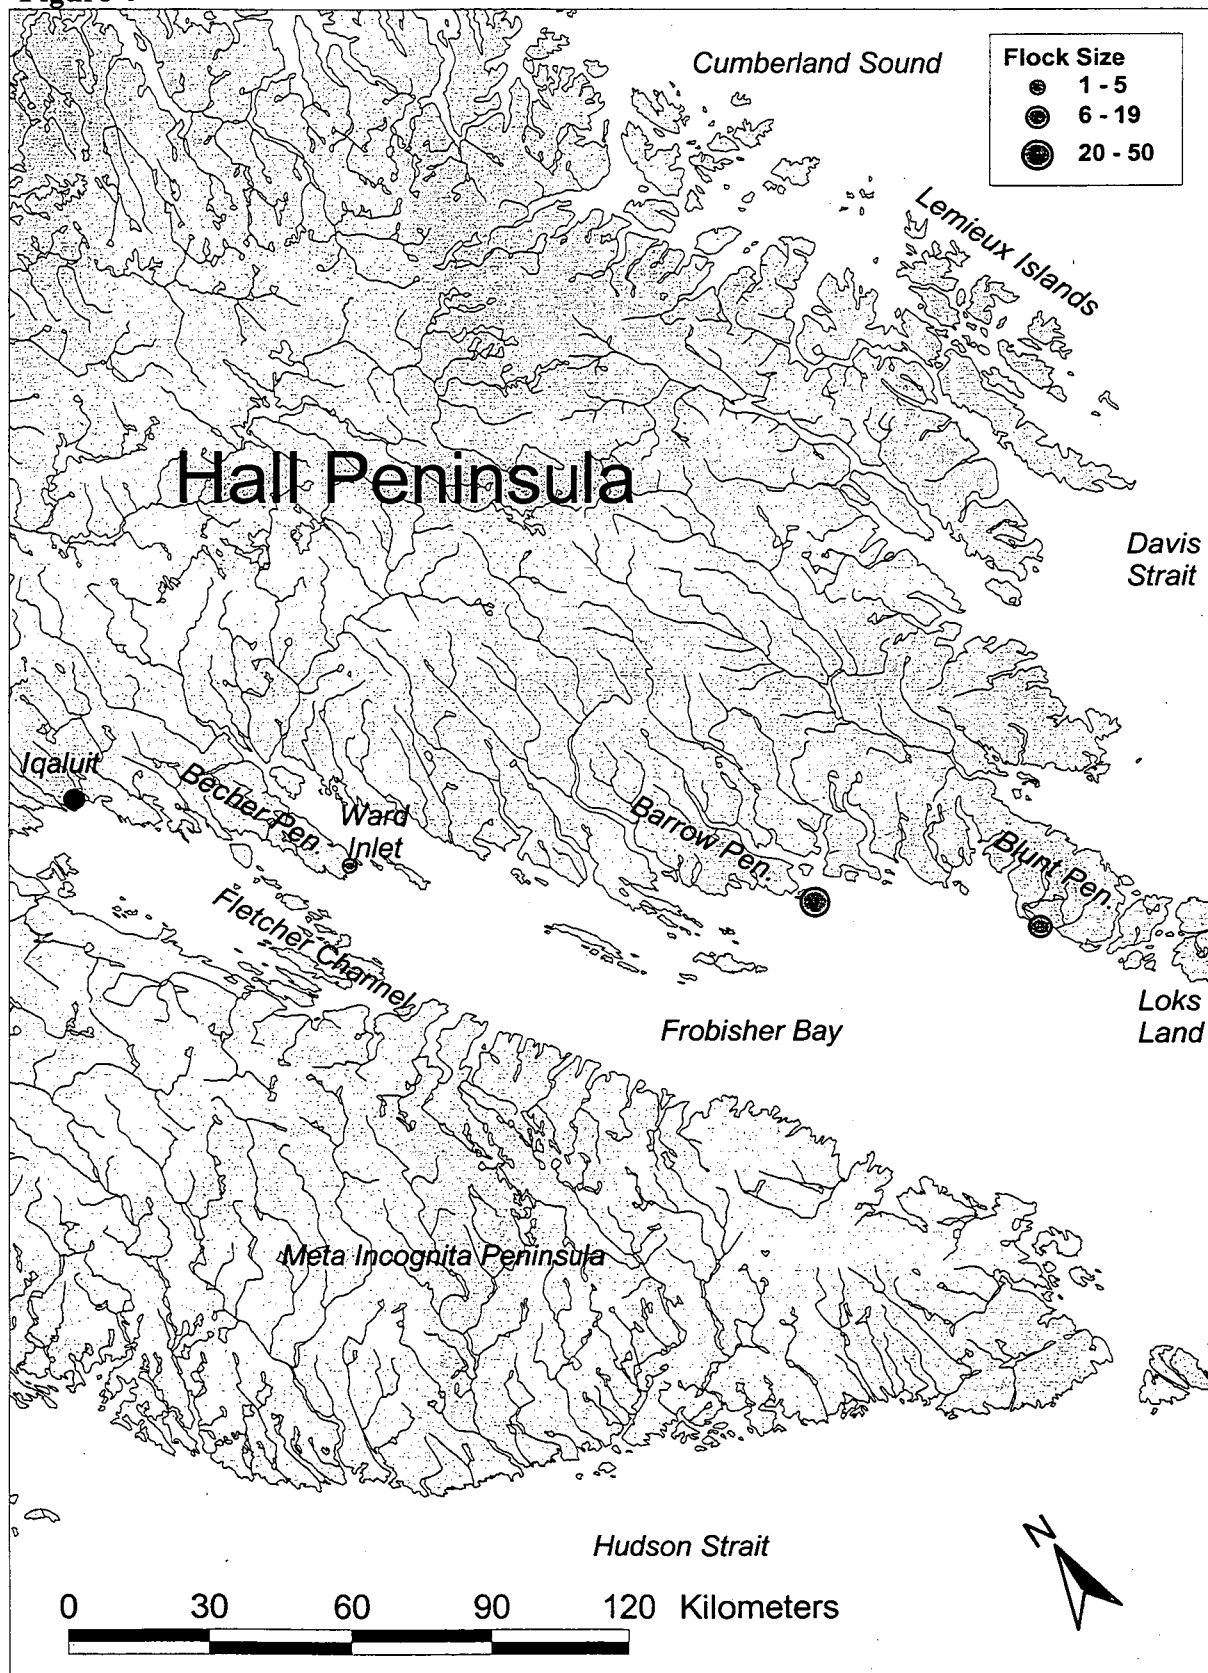 Cumberland Sound
Flock Size
1 - 5
6 - 19
20 - 50
Lemieux Islands
Hall Peninsula
Davis
Strait
Iqaluit
Becher Pen.
Ward
Inlet
Barrow Pen.
Blunt Pen.
Fletcher Channel
Loks
Land
Frobisher Bay
Meta Incognita Peninsula
Hudson Strait
N
0 30 60 90 120 Kilometers